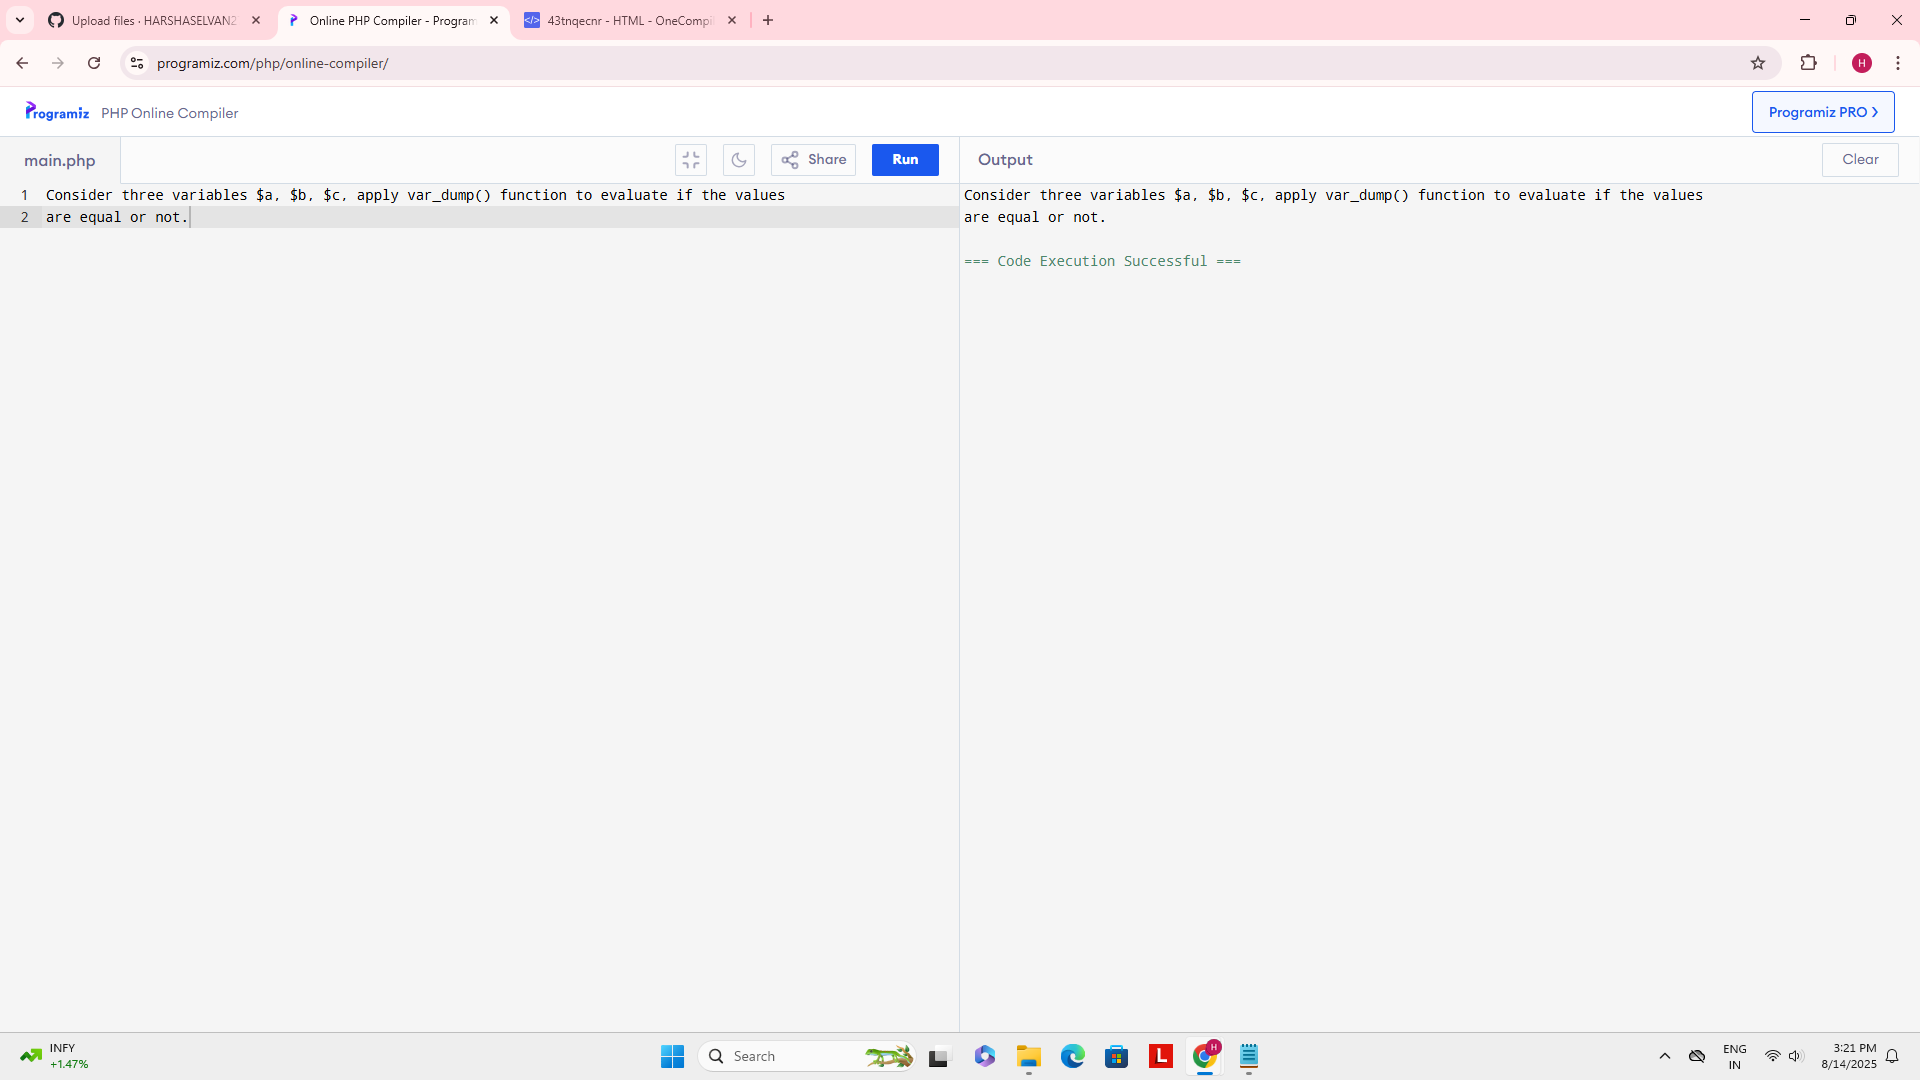 Upload files · HARSHASELVAN2
Online PHP Compiler - Program
43tnqecnr - HTML - OneCompi
programiz.com/php/online-compiler/
H
Programiz
PHP Online Compiler
Programiz PRO ›
main.php
Share
Run
Output
Clear
1 Consider three variables $a, $b, $c, apply var_dump() function to evaluate if the values
2 are equal or not.
Consider three variables $a, $b, $c, apply var_dump() function to evaluate if the values
are equal or not.
=== Code Execution Successful ===
INFY
+1.47%
Search
L
H
ENG
IN
3:21 PM
8/14/2025